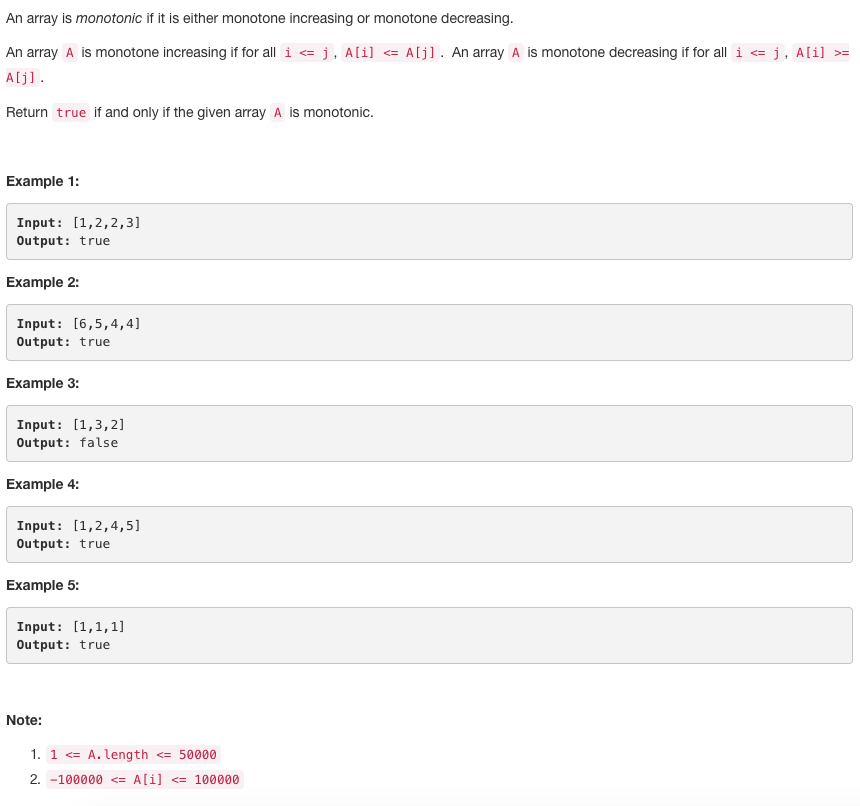 An array is monotonic if it is either monotone increasing or monotone decreasing.
An array A is monotone increasing if for all i <= j, A[i] <= A[j]. An array A is monotone decreasing if for all i <= j, A[i] >=
A[j].
Return true if and only if the given array A is monotonic.
Example 1:
Input: [1,2,2,3]
Output: true
Example 2:
Input: [6,5,4,4]
Output: true
Example 3:
Input: [1,3,2]
Output: false
Example 4:
Input: [1,2,4,5]
Output: true
Example 5:
Input: [1,1,1]
Output: true
Note:
1. 1 <= A.length <= 50000
2. -100000 <= A[i] <= 100000